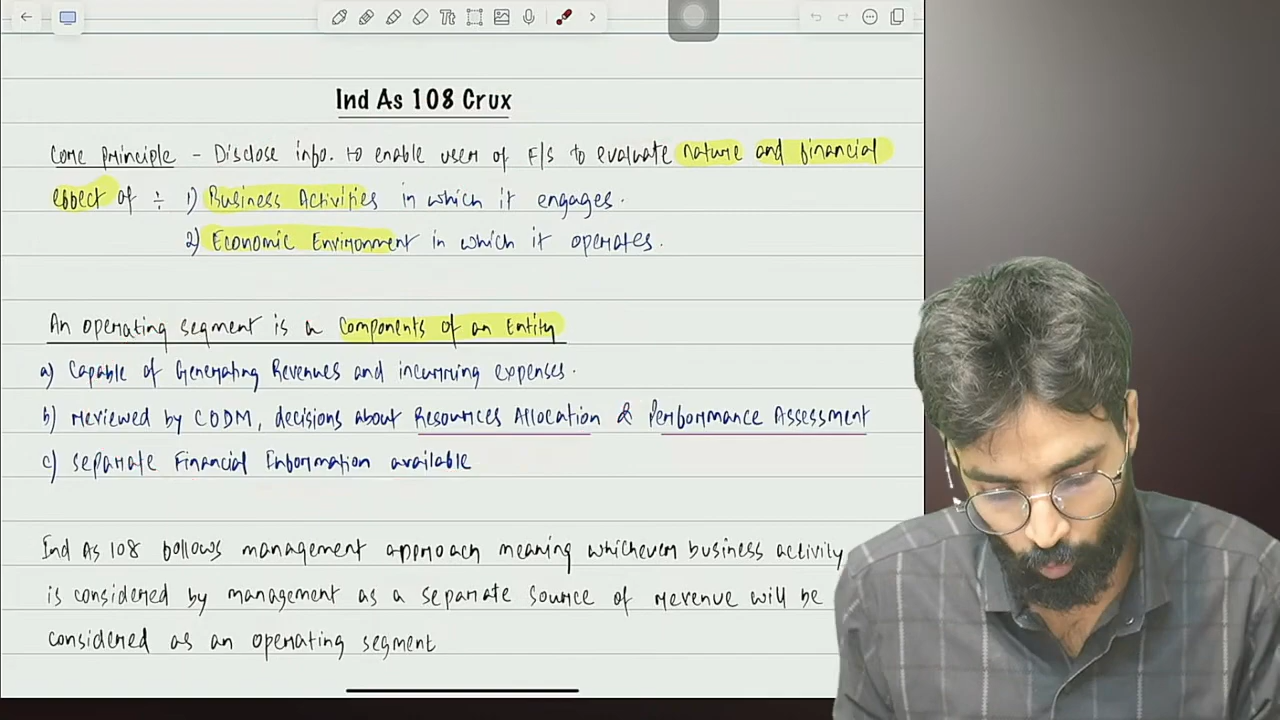 Ind As 108 Crux
Core principle - Disclose info. to enable users of F/s to evaluate nature and financial
effect of ÷ 1) Business Activities in which it engages.
2) Economic Environment in which it operates.
An operating segment is a Components of an Entity
a) Capable of Generating Revenues and incurring expenses.
b) reviewed by CODM, decisions about Resources Allocation & Performance Assessment
c) separate Financial Information available
Ind As 108 follows management approach meaning whichever business activity
is considered by management as a separate source of revenue will be
considered as an operating segment